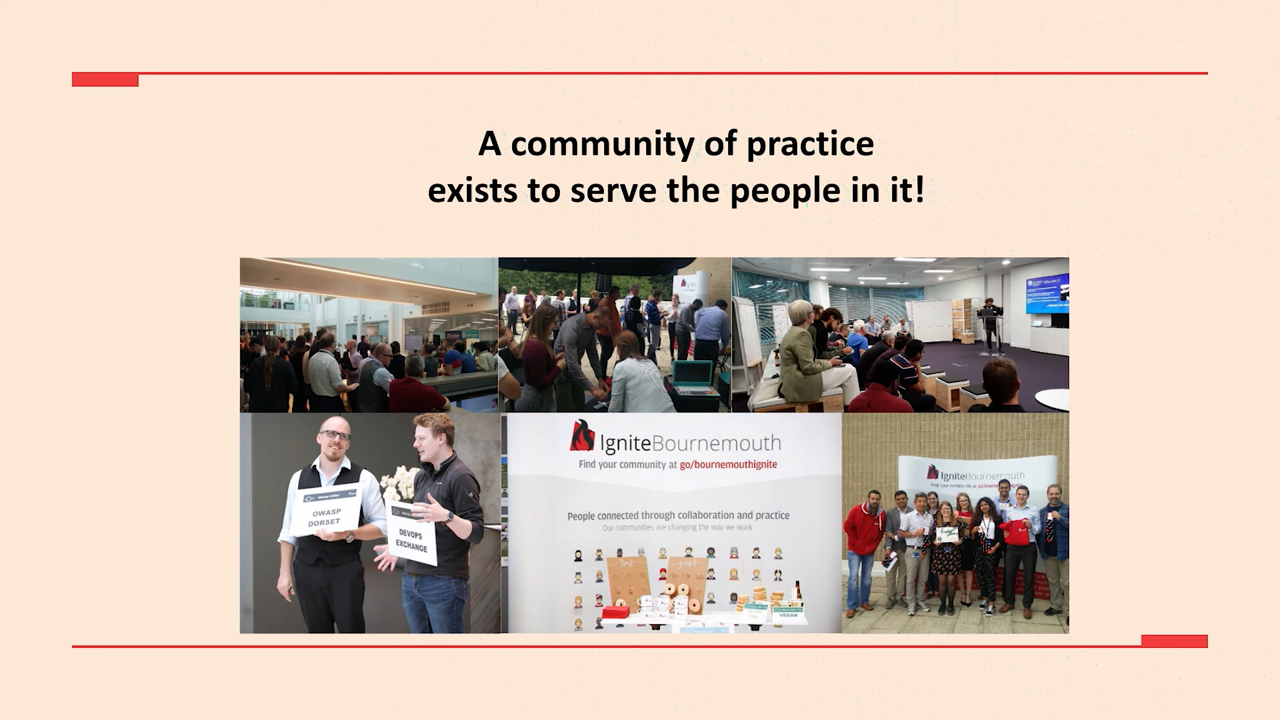 A community of practice
exists to serve the people in it!
IgniteBournemouth
Find your community at go/bournemouthignite
People connected through collaboration and practice
Our communities are changing the way we work
OWASP
DORSET
DEVOPS
EXCHANGE
VEGAN
IgniteBournemouth